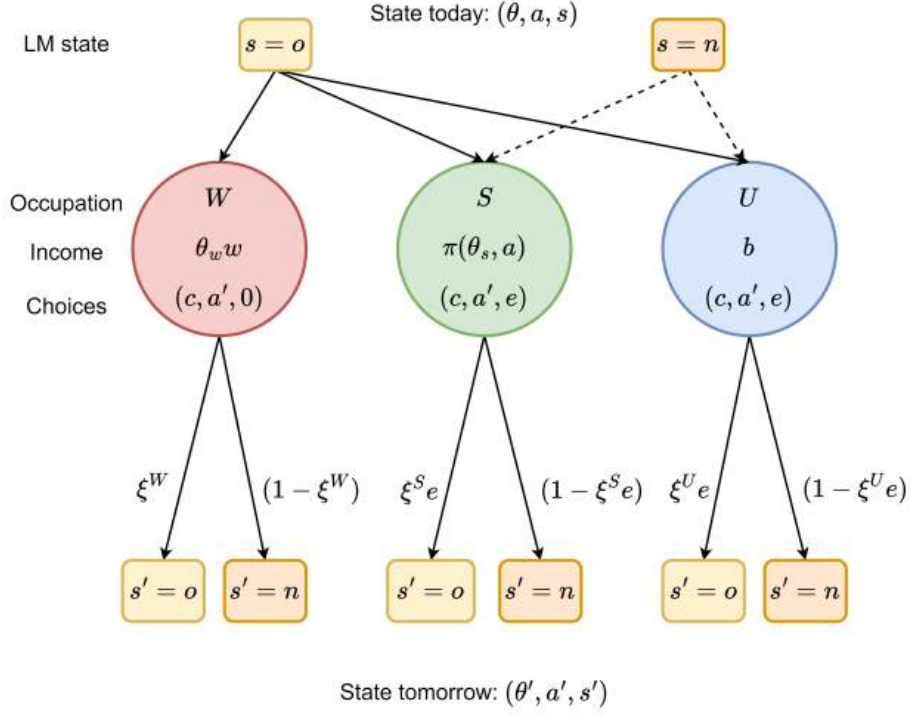 State today: (θ, a, s)
LM state s = o s = n
Occupation W S U
Income θ_w w π(θ_s, a) b
Choices (c, a′, 0) (c, a′, e) (c, a′, e)
ξ^W (1 − ξ^W) ξ^S e (1 − ξ^S e) ξ^U e (1 − ξ^U e)
s′ = o s′ = n s′ = o s′ = n s′ = o s′ = n
State tomorrow: (θ′, a′, s′)